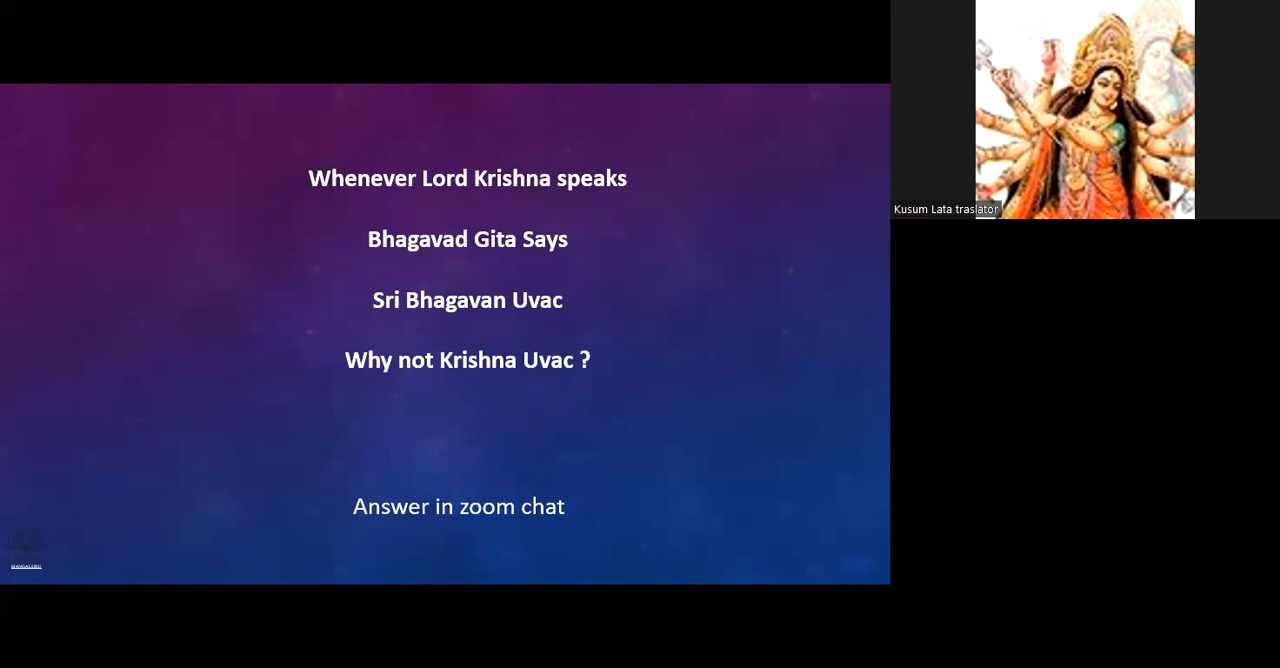 Whenever Lord Krishna speaks
Bhagavad Gita Says
Sri Bhagavan Uvac
Why not Krishna Uvac ?
Answer in zoom chat
MANGALURU
Kusum Lata traslator